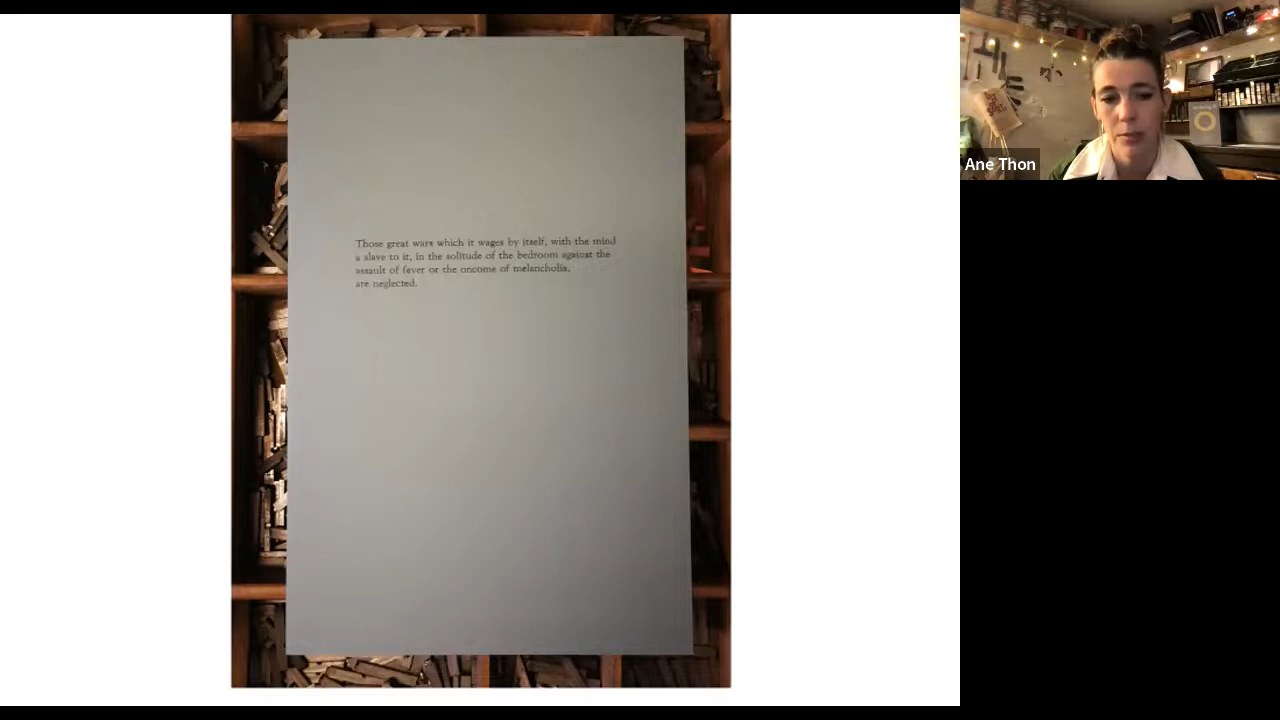 Those great wars which it wages by itself, with the mind
a slave to it, in the solitude of the bedroom against the
assault of fever or the oncome of melancholia,
are neglected.
Ane Thon